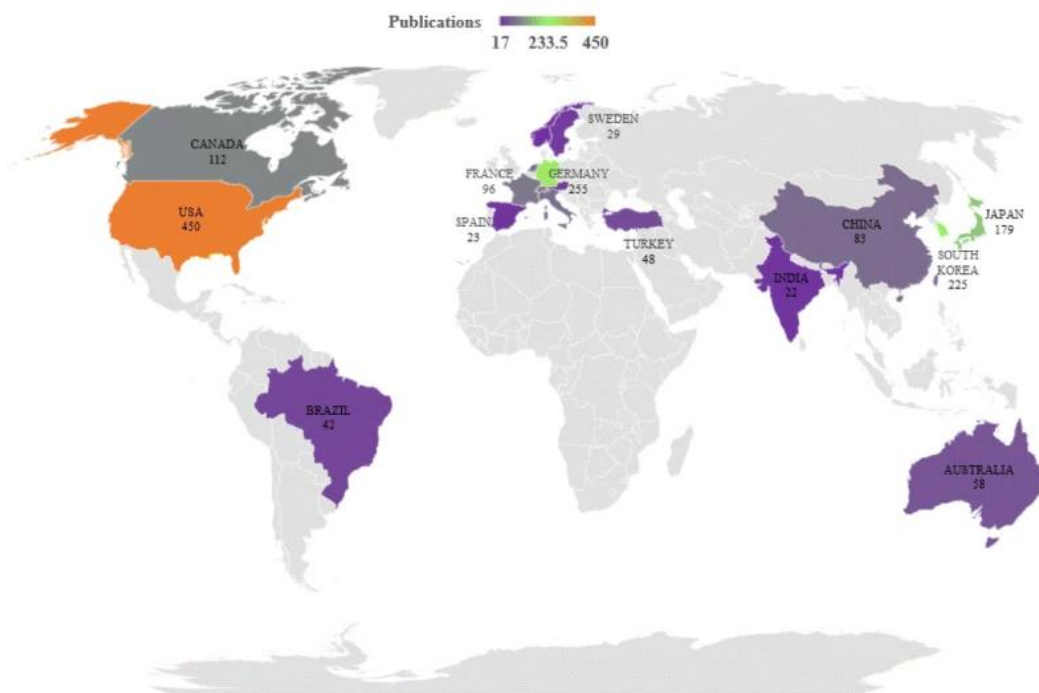 Publications
17 233.5 450
SWEDEN
29
CANADA
112
FRANCE
96
GERMANY
255
USA
450
SPAIN
23
TURKEY
48
CHINA
83
JAPAN
179
SOUTH
KOREA
225
INDIA
22
BRAZIL
42
AUSTRALIA
58